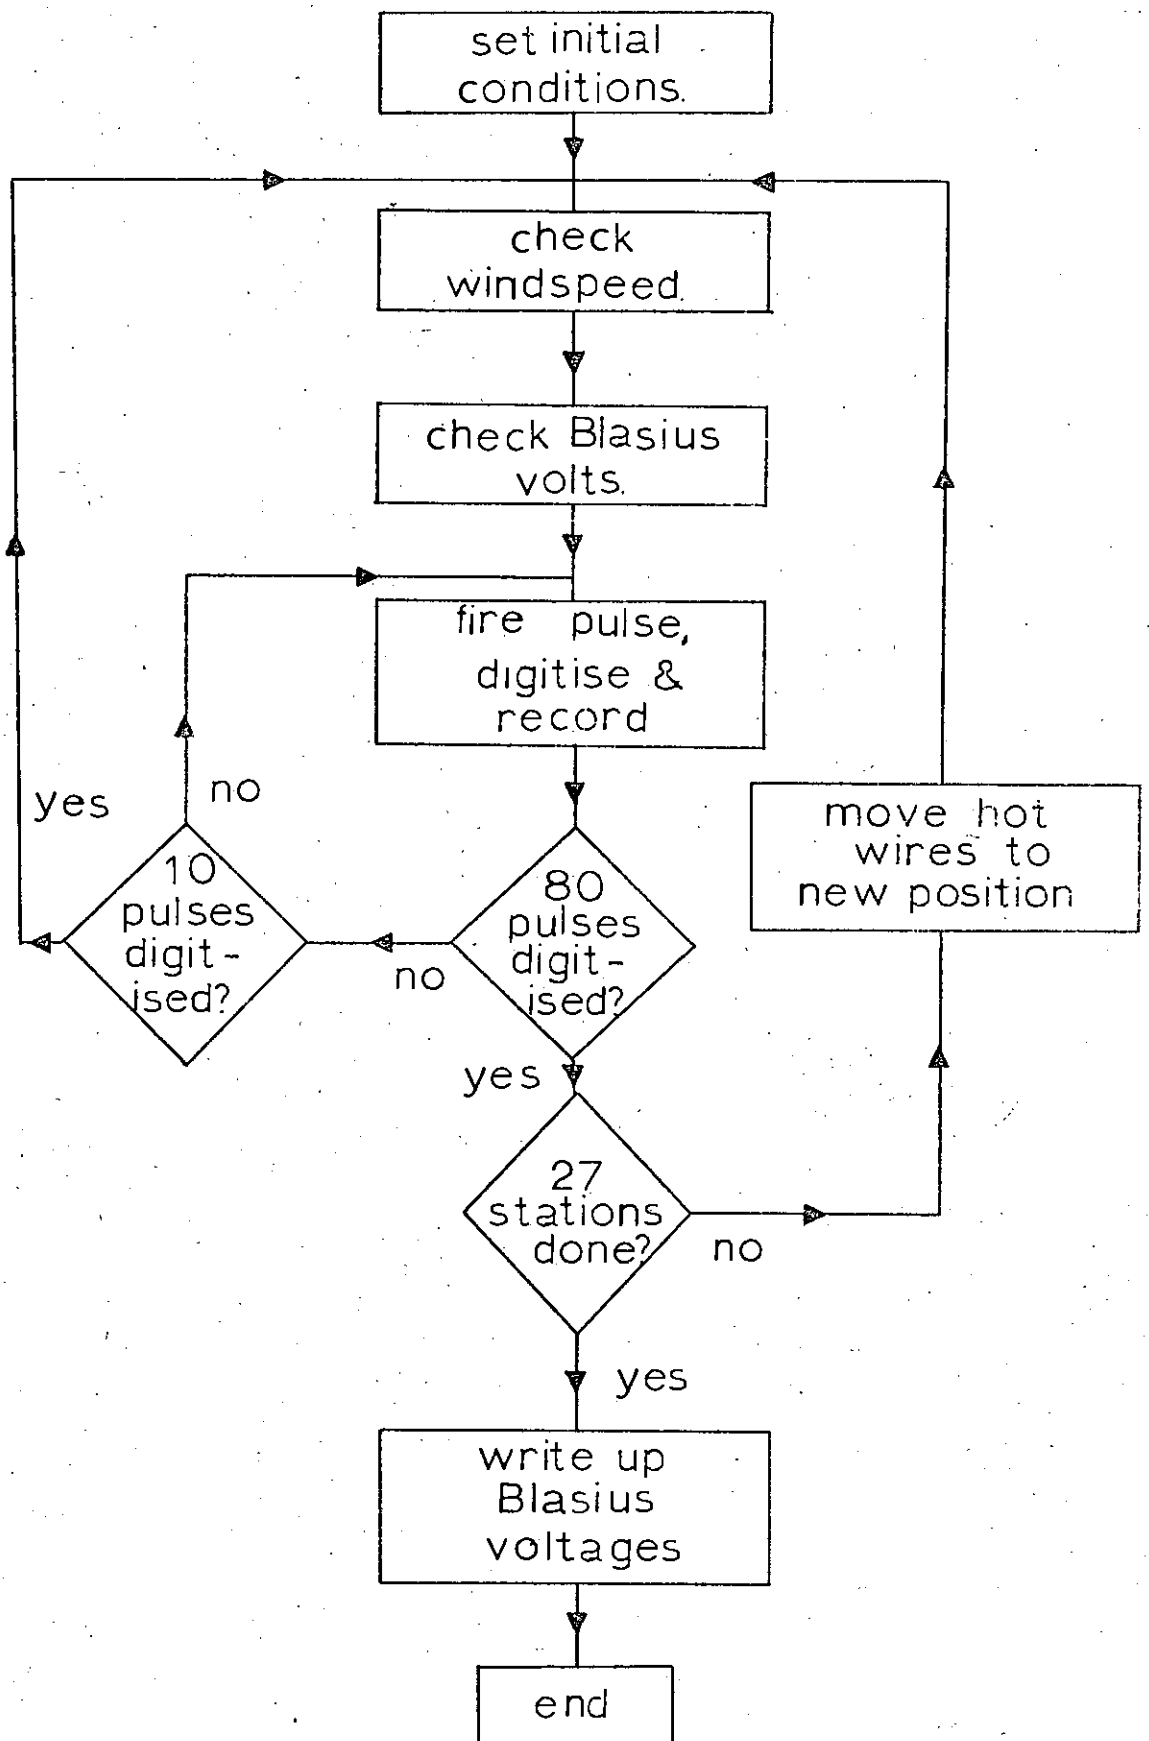 set initial
conditions.
check
windspeed.
check Blasius
volts.
fire pulse,
digitise &
record
yes
no
10
pulses
digit-
ised?
no
80
pulses
digit-
ised?
move hot
wires to
new position
yes
27
stations
done?
no
yes
write up
Blasius
voltages
end